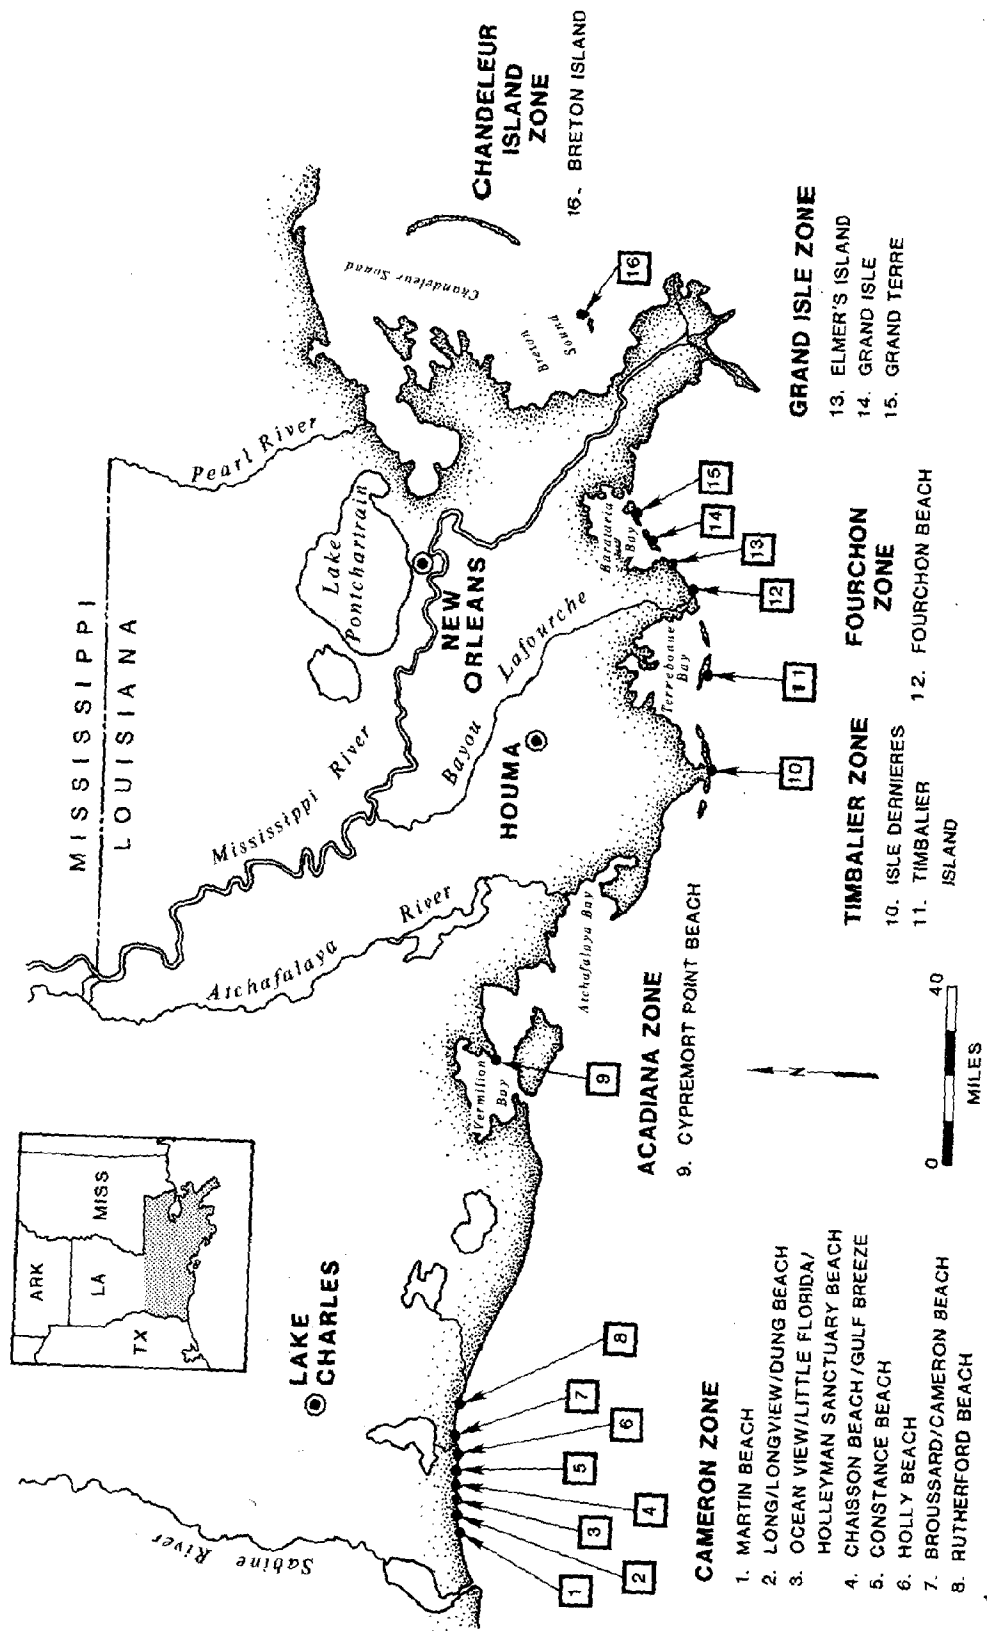 MISSISSIPPI
LOUISIANA
Pearl River
Lake
Pontchartrain
NEW
ORLEANS
Mississippi River
Bayou Lafourche
HOUMA
Atchafalaya River
Sabine River
LAKE
CHARLES
ARK
MISS
LA
TX
Chandeleur Sound
Breton
Sound
Barataria
Bay
Terrebonne
Bay
Atchafalaya Bay
Vermilion
Bay
1
2
3
4
5
6
7
8
9
10
11
12
13
14
15
16
CAMERON ZONE
1. MARTIN BEACH
2. LONG/LONGVIEW/DUNG BEACH
3. OCEAN VIEW/LITTLE FLORIDA/
HOLLEYMAN SANCTUARY BEACH
4. CHAISSON BEACH/GULF BREEZE
5. CONSTANCE BEACH
6. HOLLY BEACH
7. BROUSSARD/CAMERON BEACH
8. RUTHERFORD BEACH
ACADIANA ZONE
9. CYPREMORT POINT BEACH
N
0 40
MILES
TIMBALIER ZONE
10. ISLE DERNIERES
11. TIMBALIER
ISLAND
FOURCHON
ZONE
12. FOURCHON BEACH
GRAND ISLE ZONE
13. ELMER'S ISLAND
14. GRAND ISLE
15. GRAND TERRE
CHANDELEUR
ISLAND
ZONE
16. BRETON ISLAND